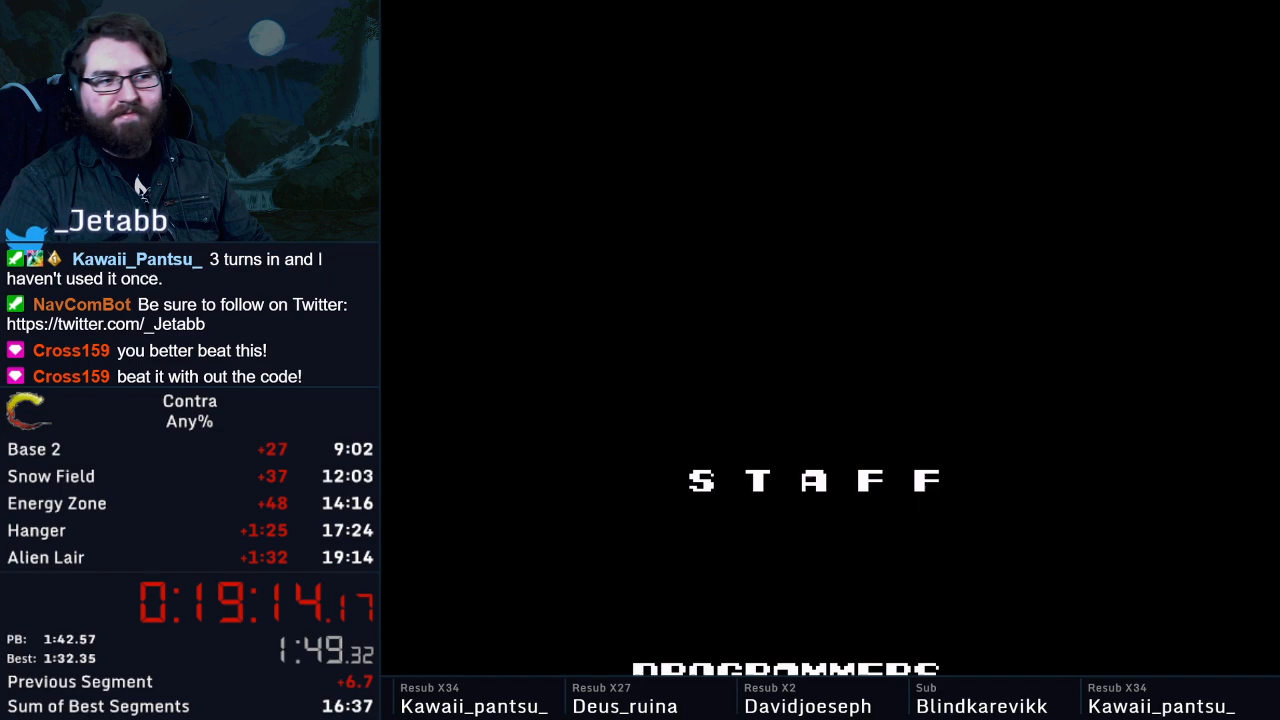 _Jetabb
Kawaii_Pantsu_ 3 turns in and I
haven't used it once.
NavComBot Be sure to follow on Twitter:
https://twitter.com/_Jetabb
Cross159 you better beat this!
Cross159 beat it with out the code!
Contra
Any%
Base 2 +27 9:02
Snow Field +37 12:03
Energy Zone +48 14:16
Hanger +1:25 17:24
Alien Lair +1:32 19:14
0:19:14.17
PB: 1:42.57
Best: 1:32.35
1:49.32
Previous Segment +6.7
Sum of Best Segments 16:37
S T A F F
PROGRAMMERS
Resub X34
Kawaii_pantsu_
Resub X27
Deus_ruina
Resub X2
Davidjoeseph
Sub
Blindkarevikk
Resub X34
Kawaii_pantsu_